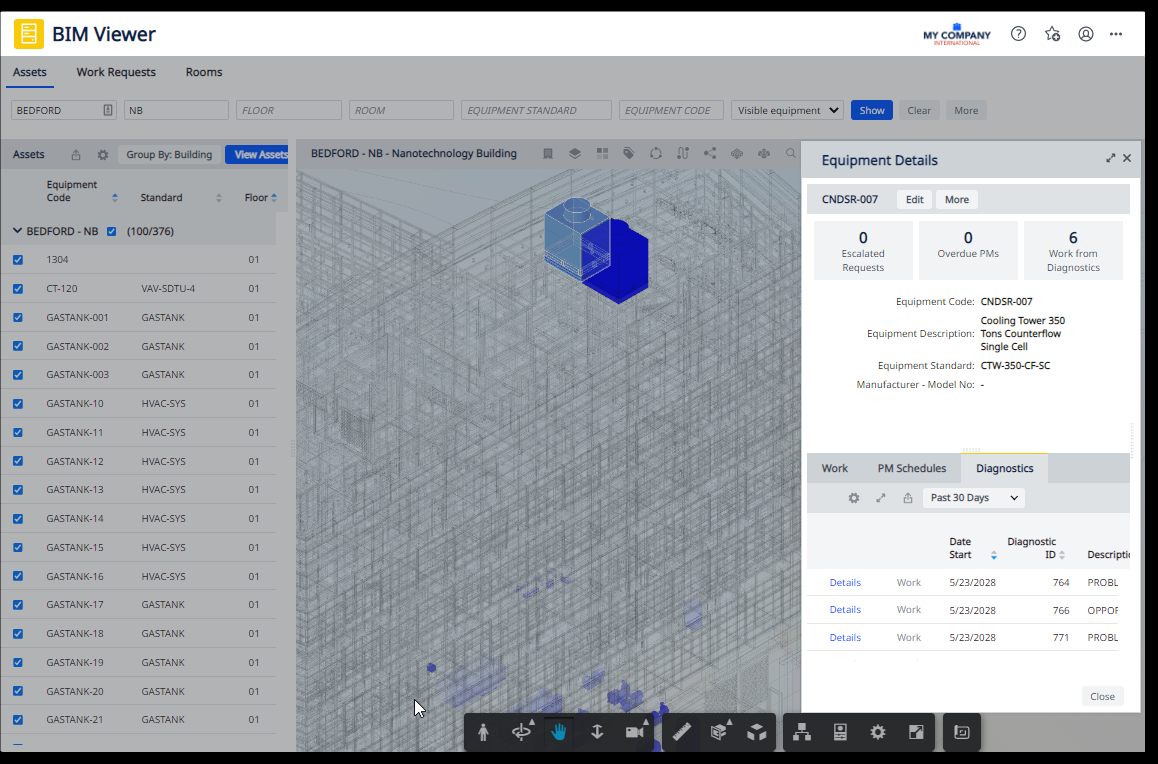 BIM Viewer
MY COMPANY
INTERNATIONAL
Assets Work Requests Rooms
BEDFORD NB FLOOR ROOM EQUIPMENT STANDARD EQUIPMENT CODE Visible equipment Show Clear More
Assets Group By: Building View Assets
Equipment
Code Standard Floor
BEDFORD - NB (100/376)
1304 01
CT-120 VAV-SDTU-4 01
GASTANK-001 GASTANK 01
GASTANK-002 GASTANK 01
GASTANK-003 GASTANK 01
GASTANK-10 HVAC-SYS 01
GASTANK-11 HVAC-SYS 01
GASTANK-12 HVAC-SYS 01
GASTANK-13 HVAC-SYS 01
GASTANK-14 HVAC-SYS 01
GASTANK-15 HVAC-SYS 01
GASTANK-16 HVAC-SYS 01
GASTANK-17 GASTANK 01
GASTANK-18 GASTANK 01
GASTANK-19 GASTANK 01
GASTANK-20 GASTANK 01
GASTANK-21 GASTANK 01
BEDFORD - NB - Nanotechnology Building
Equipment Details
CNDSR-007 Edit More
0
Escalated
Requests
0
Overdue PMs
6
Work from
Diagnostics
Equipment Code: CNDSR-007
Equipment Description: Cooling Tower 350
Tons Counterflow
Single Cell
Equipment Standard: CTW-350-CF-SC
Manufacturer - Model No: -
Work PM Schedules Diagnostics
Past 30 Days
Date
Start
Diagnostic
ID
Descriptic
Details Work 5/23/2028 764 PROBL
Details Work 5/23/2028 766 OPPOF
Details Work 5/23/2028 771 PROBL
Close